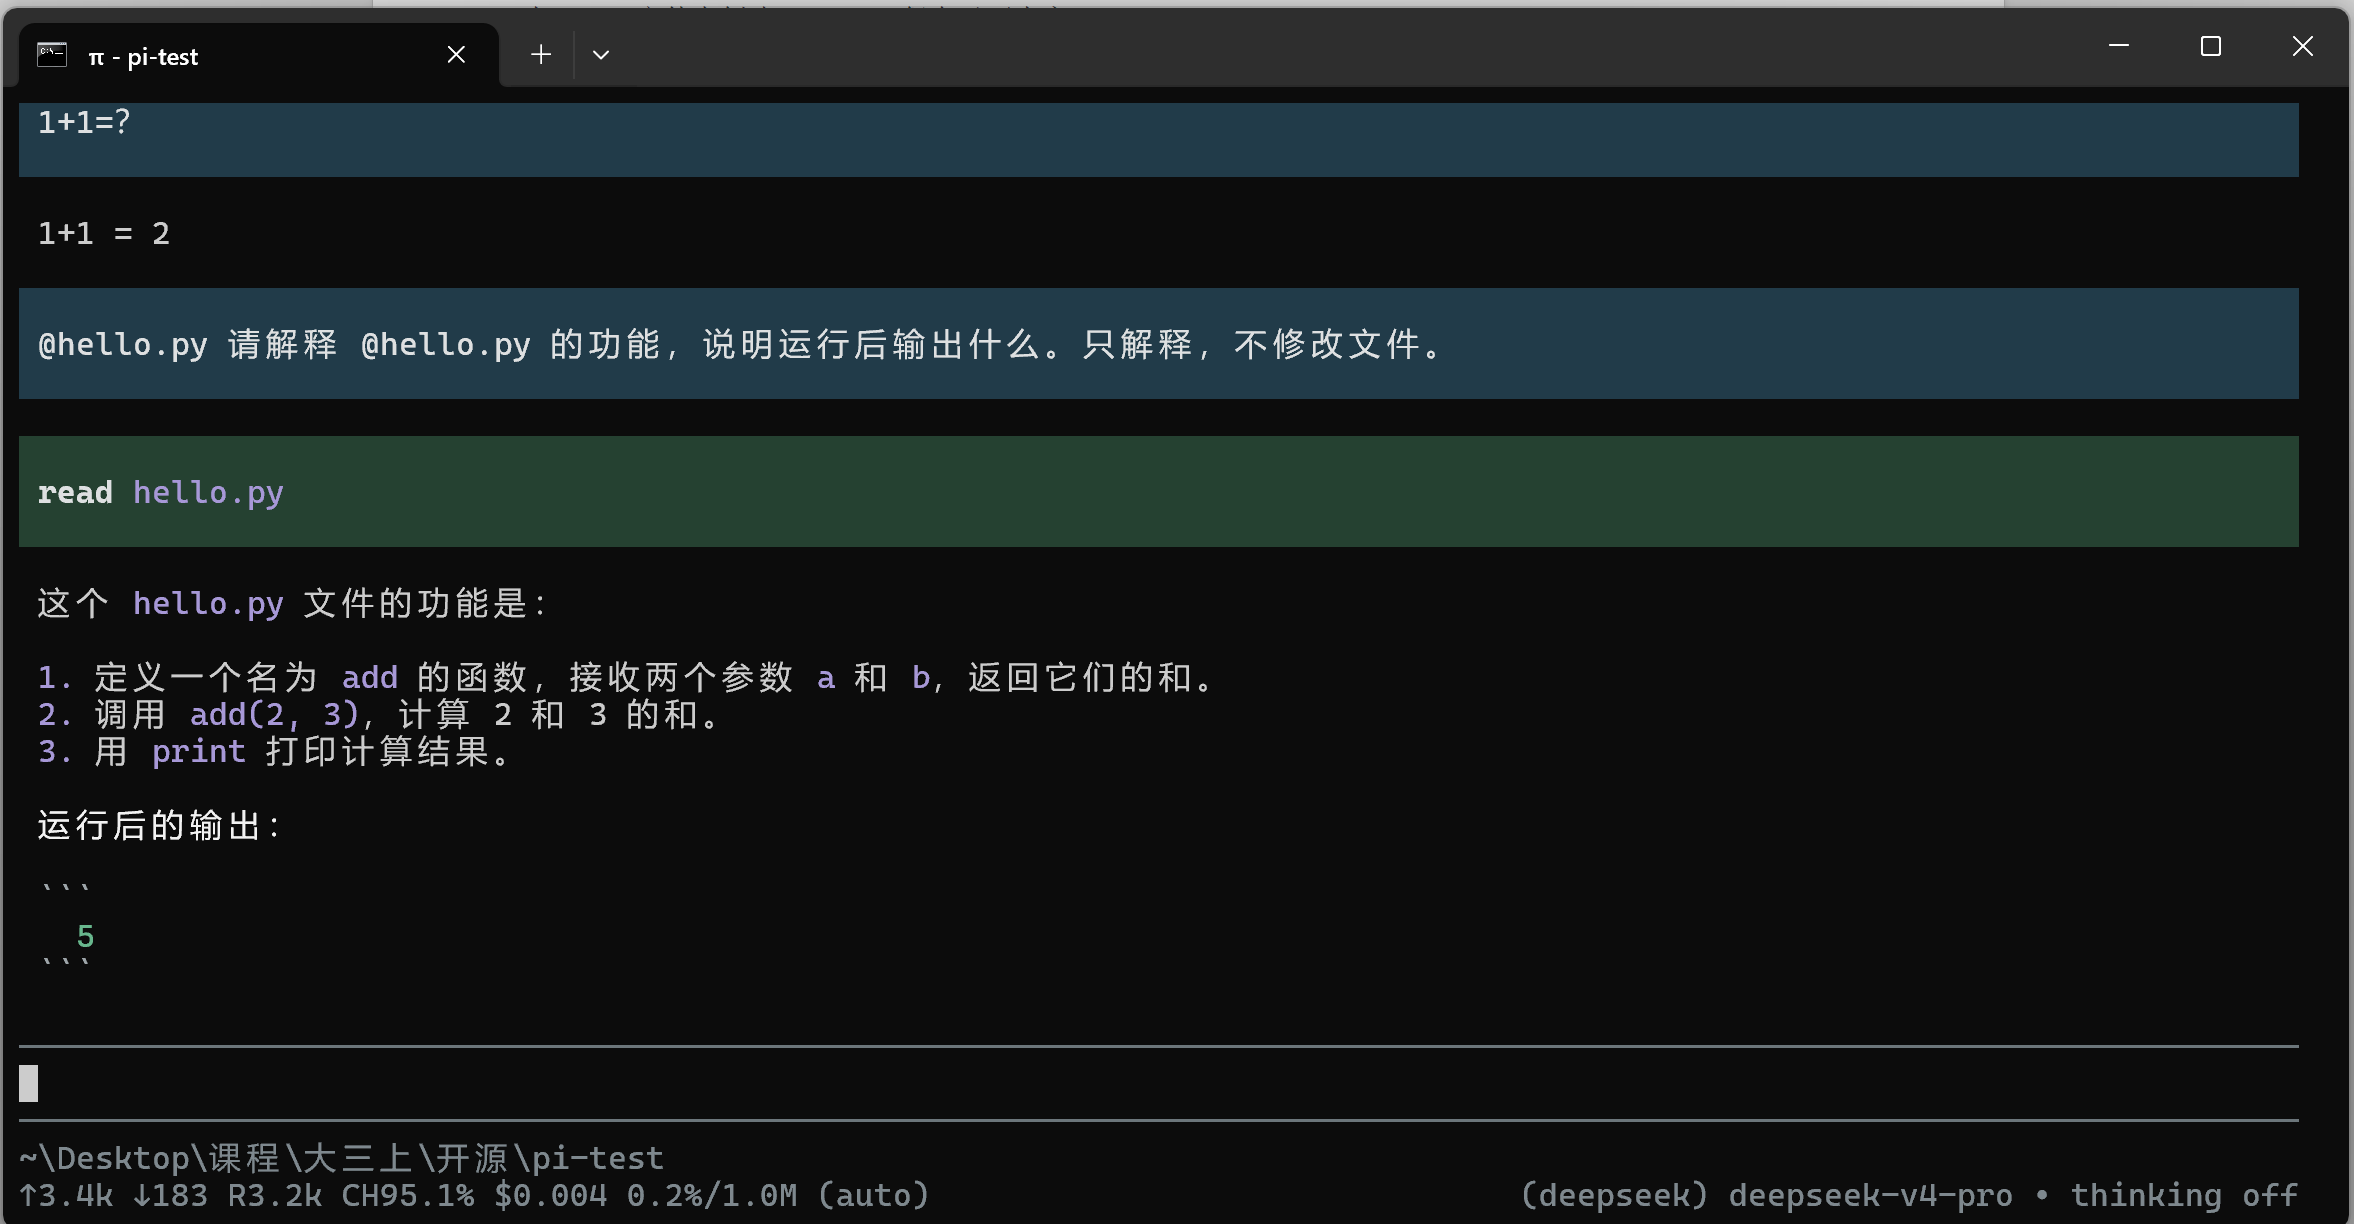 π - pi-test
1+1=?
1+1 = 2
@hello.py 请解释 @hello.py 的功能，说明运行后输出什么。只解释，不修改文件。
read hello.py
这个 hello.py 文件的功能是：
1. 定义一个名为 add 的函数，接收两个参数 a 和 b，返回它们的和。
2. 调用 add(2, 3)，计算 2 和 3 的和。
3. 用 print 打印计算结果。
运行后的输出：
```
5
```
~\Desktop\课程\大三上\开源\pi-test
↑3.4k ↓183 R3.2k CH95.1% $0.004 0.2%/1.0M (auto) (deepseek) deepseek-v4-pro • thinking off